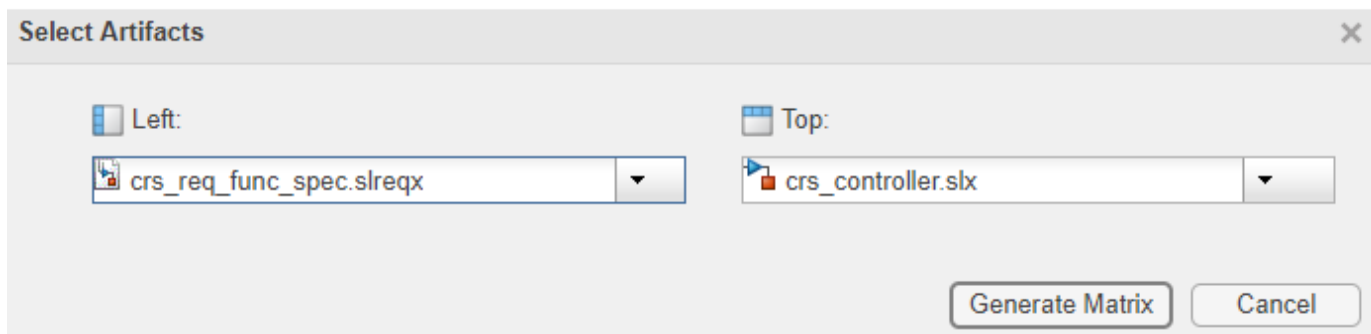 Select Artifacts
Left:
Top:
crs_req_func_spec.slreqx
crs_controller.slx
Generate Matrix
Cancel